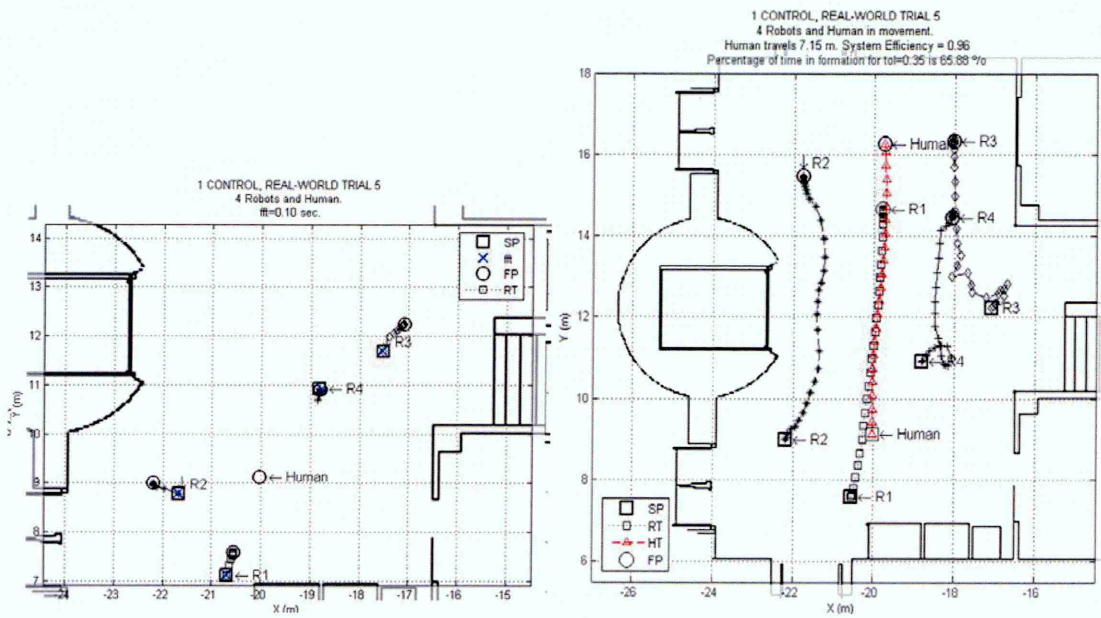 1 CONTROL, REAL-WORLD TRIAL 5
4 Robots and Human.
fft=0.10 sec.
14
13
12
11
10
9
8
7
Y (m)
SP
fft
FP
RT
R3
R4
R2
Human
R1
-24
-23
-22
-21
-20
-19
-18
-17
-16
-15
X (m)
1 CONTROL, REAL-WORLD TRIAL 5
4 Robots and Human in movement.
Human travels 7.15 m. System Efficiency = 0.96
Percentage of time in formation for tol=0.35 is 65.88 %
18
16
14
12
10
8
6
Y (m)
R2
Human
R3
R1
R4
R3
R4
R2
Human
R1
SP
RT
HT
FP
-26
-24
-22
-20
-18
-16
X (m)